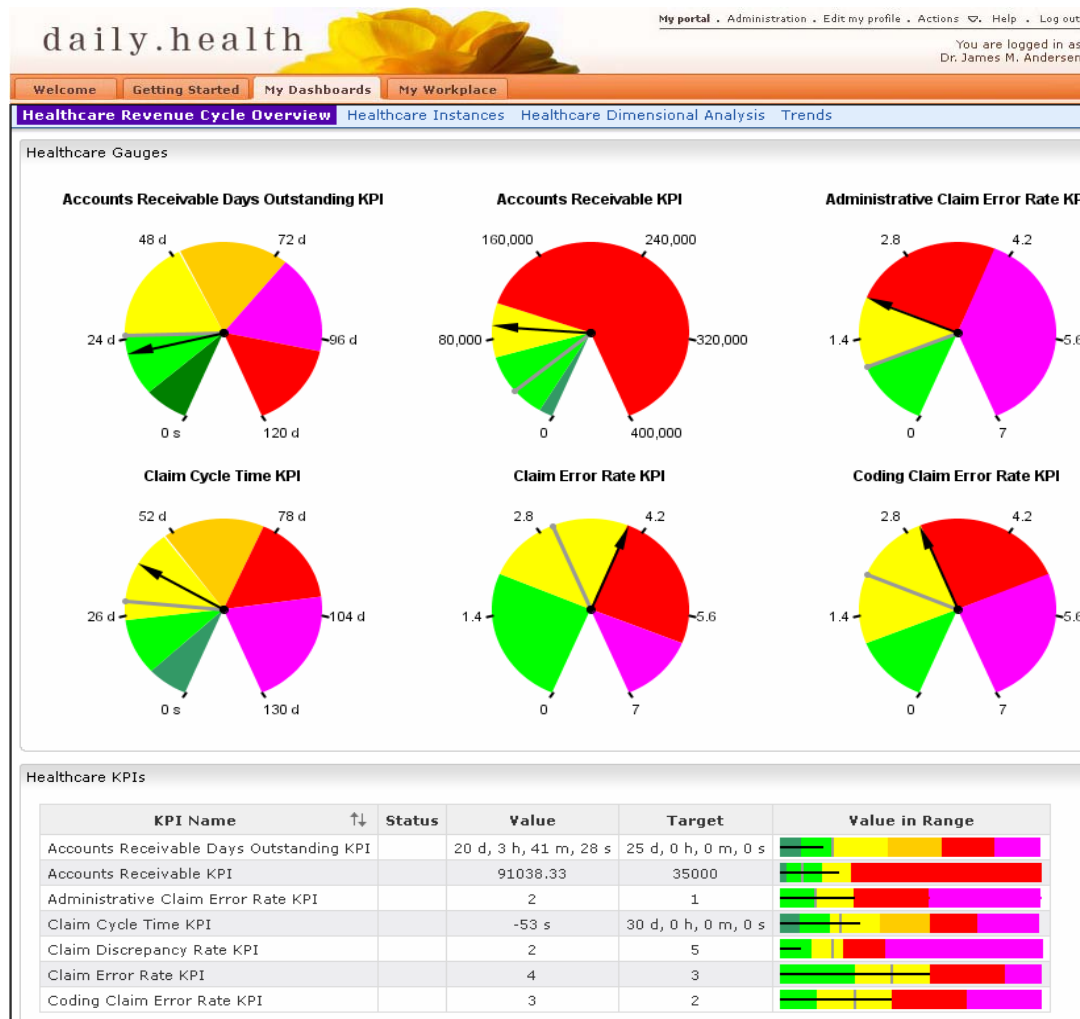 My portal . Administration . Edit my profile . Actions . Help . Log out
daily.health
You are logged in as
Dr. James M. Andersen
Welcome Getting Started My Dashboards My Workplace
Healthcare Revenue Cycle Overview Healthcare Instances Healthcare Dimensional Analysis Trends
Healthcare Gauges
Accounts Receivable Days Outstanding KPI Accounts Receivable KPI Administrative Claim Error Rate KP
48 d 72 d 160,000 240,000 2.8 4.2
24 d 96 d 80,000 320,000 1.4 5.6
0 s 120 d 0 400,000 0 7
Claim Cycle Time KPI Claim Error Rate KPI Coding Claim Error Rate KPI
52 d 78 d 2.8 4.2 2.8 4.2
26 d 104 d 1.4 5.6 1.4 5.6
0 s 130 d 0 7 0 7
Healthcare KPIs
KPI Name Status Value Target Value in Range
Accounts Receivable Days Outstanding KPI 20 d, 3 h, 41 m, 28 s 25 d, 0 h, 0 m, 0 s
Accounts Receivable KPI 91038.33 35000
Administrative Claim Error Rate KPI 2 1
Claim Cycle Time KPI -53 s 30 d, 0 h, 0 m, 0 s
Claim Discrepancy Rate KPI 2 5
Claim Error Rate KPI 4 3
Coding Claim Error Rate KPI 3 2